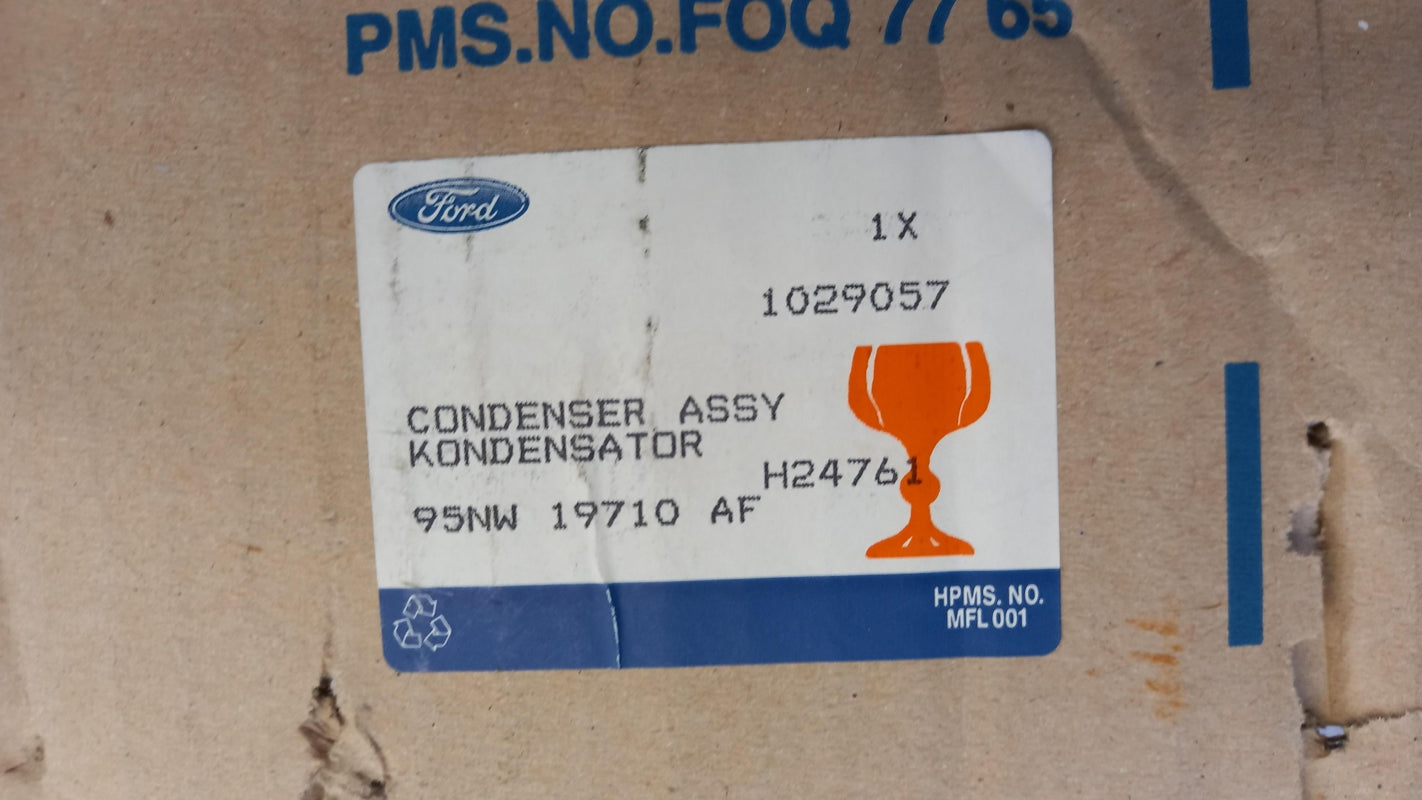 PMS.NO.FOQ 77 65
Ford
1X
1029057
CONDENSER ASSY
KONDENSATOR
H24761
95NW 19710 AF
HPMS. NO.
MFL 001